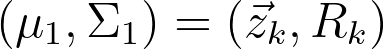 (μ₁, Σ₁) = (z⃗ₖ, Rₖ)